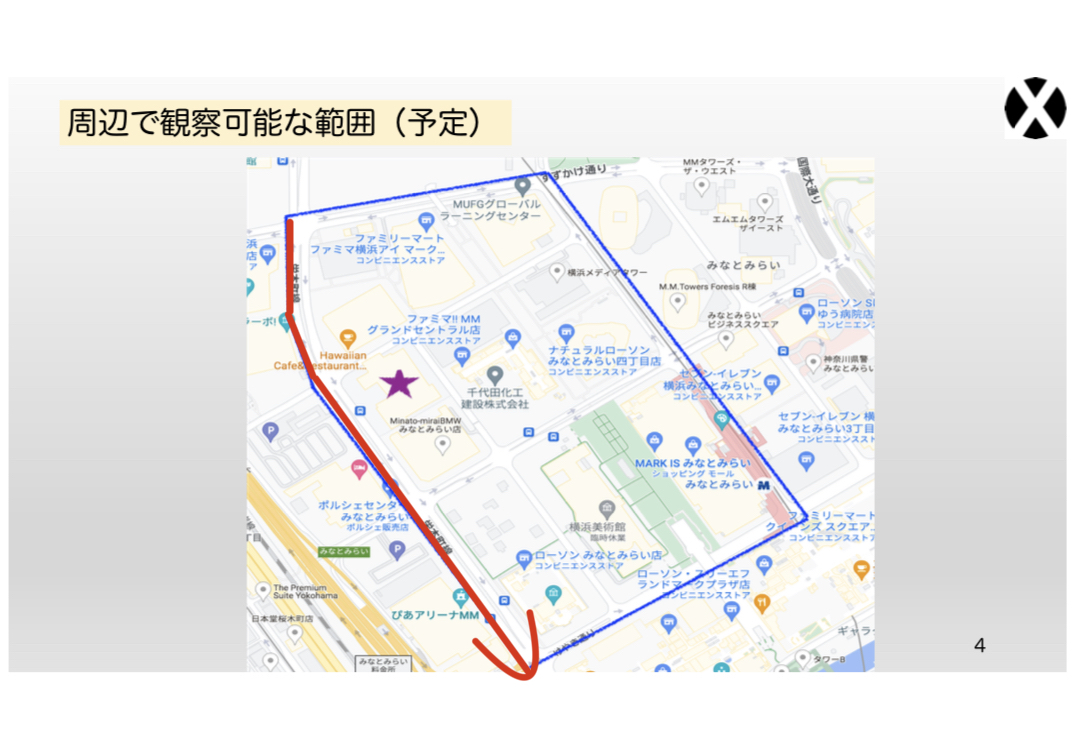 周辺で観察可能な範囲（予定）
すずかけ通り
MMタワーズ・
ザ・ウエスト
国際大通り
MUFGグローバル
ラーニングセンター
エムエムタワーズ
ザイースト
ファミリーマート
ファミマ横浜アイ マーク...
コンビニエンスストア
浜
店
ア
横浜メディアタワー
みなとみらい
M.M.Towers Foresis R棟
栄本町線
ファミマ!! MM
グランドセントラル店
コンビニエンスストア
みなとみらい
ビジネススクエア
ローソン S
ゆう病院店
コンビニエンス
ーボ!
Hawaiian
Cafe&Restaurant...
ナチュラルローソン
みなとみらい四丁目店
コンビニエンスストア
神奈川県警
みなとみらい
セブン-イレブン
横浜みなとみらい...
コンビニエンスストア
千代田化工
建設株式会社
Minato-miraiBMW
みなとみらい店
セブン-イレブン 横
みなとみらい3丁目
コンビニエンススト
P
MARK IS みなとみらい
ショッピング モール
みなとみらい
ポルシェセンター
みなとみらい
ポルシェ販売店
横浜美術館
臨時休業
ファミリーマート
クイーンズ スクエア...
コンビニエンススト
栄本町線
丁目
みなとみらい
P
ローソン みなとみらい店
コンビニエンスストア
ローソン・スリーエフ
ランドマークプラザ店
コンビニエンスストア
The Premium
Suite Yokohama
日本堂桜木町店
ぴあアリーナMM
けやき通り
ギャラ
みなとみらい
料金所
タワーB
4